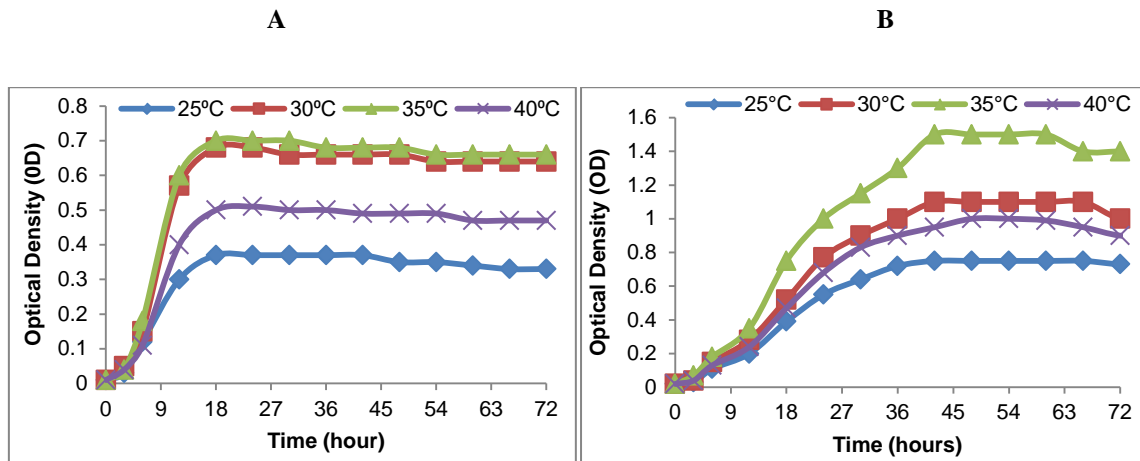 A
B
25ºC 30ºC 35ºC 40ºC
0.8
0.7
0.6
0.5
0.4
0.3
0.2
0.1
0
0 9 18 27 36 45 54 63 72
Optical Density (0D)
Time (hour)
25°C 30°C 35°C 40°C
1.6
1.4
1.2
1
0.8
0.6
0.4
0.2
0
0 9 18 27 36 45 54 63 72
Optical Density (OD)
Time (hours)